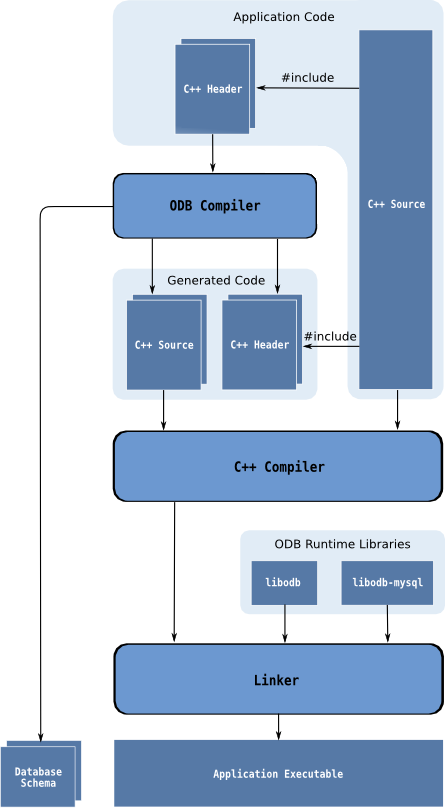 Application Code
C++ Header
#include
C++ Source
ODB Compiler
Generated Code
C++ Source
C++ Header
#include
C++ Compiler
ODB Runtime Libraries
libodb
libodb-mysql
Linker
Database
Schema
Application Executable